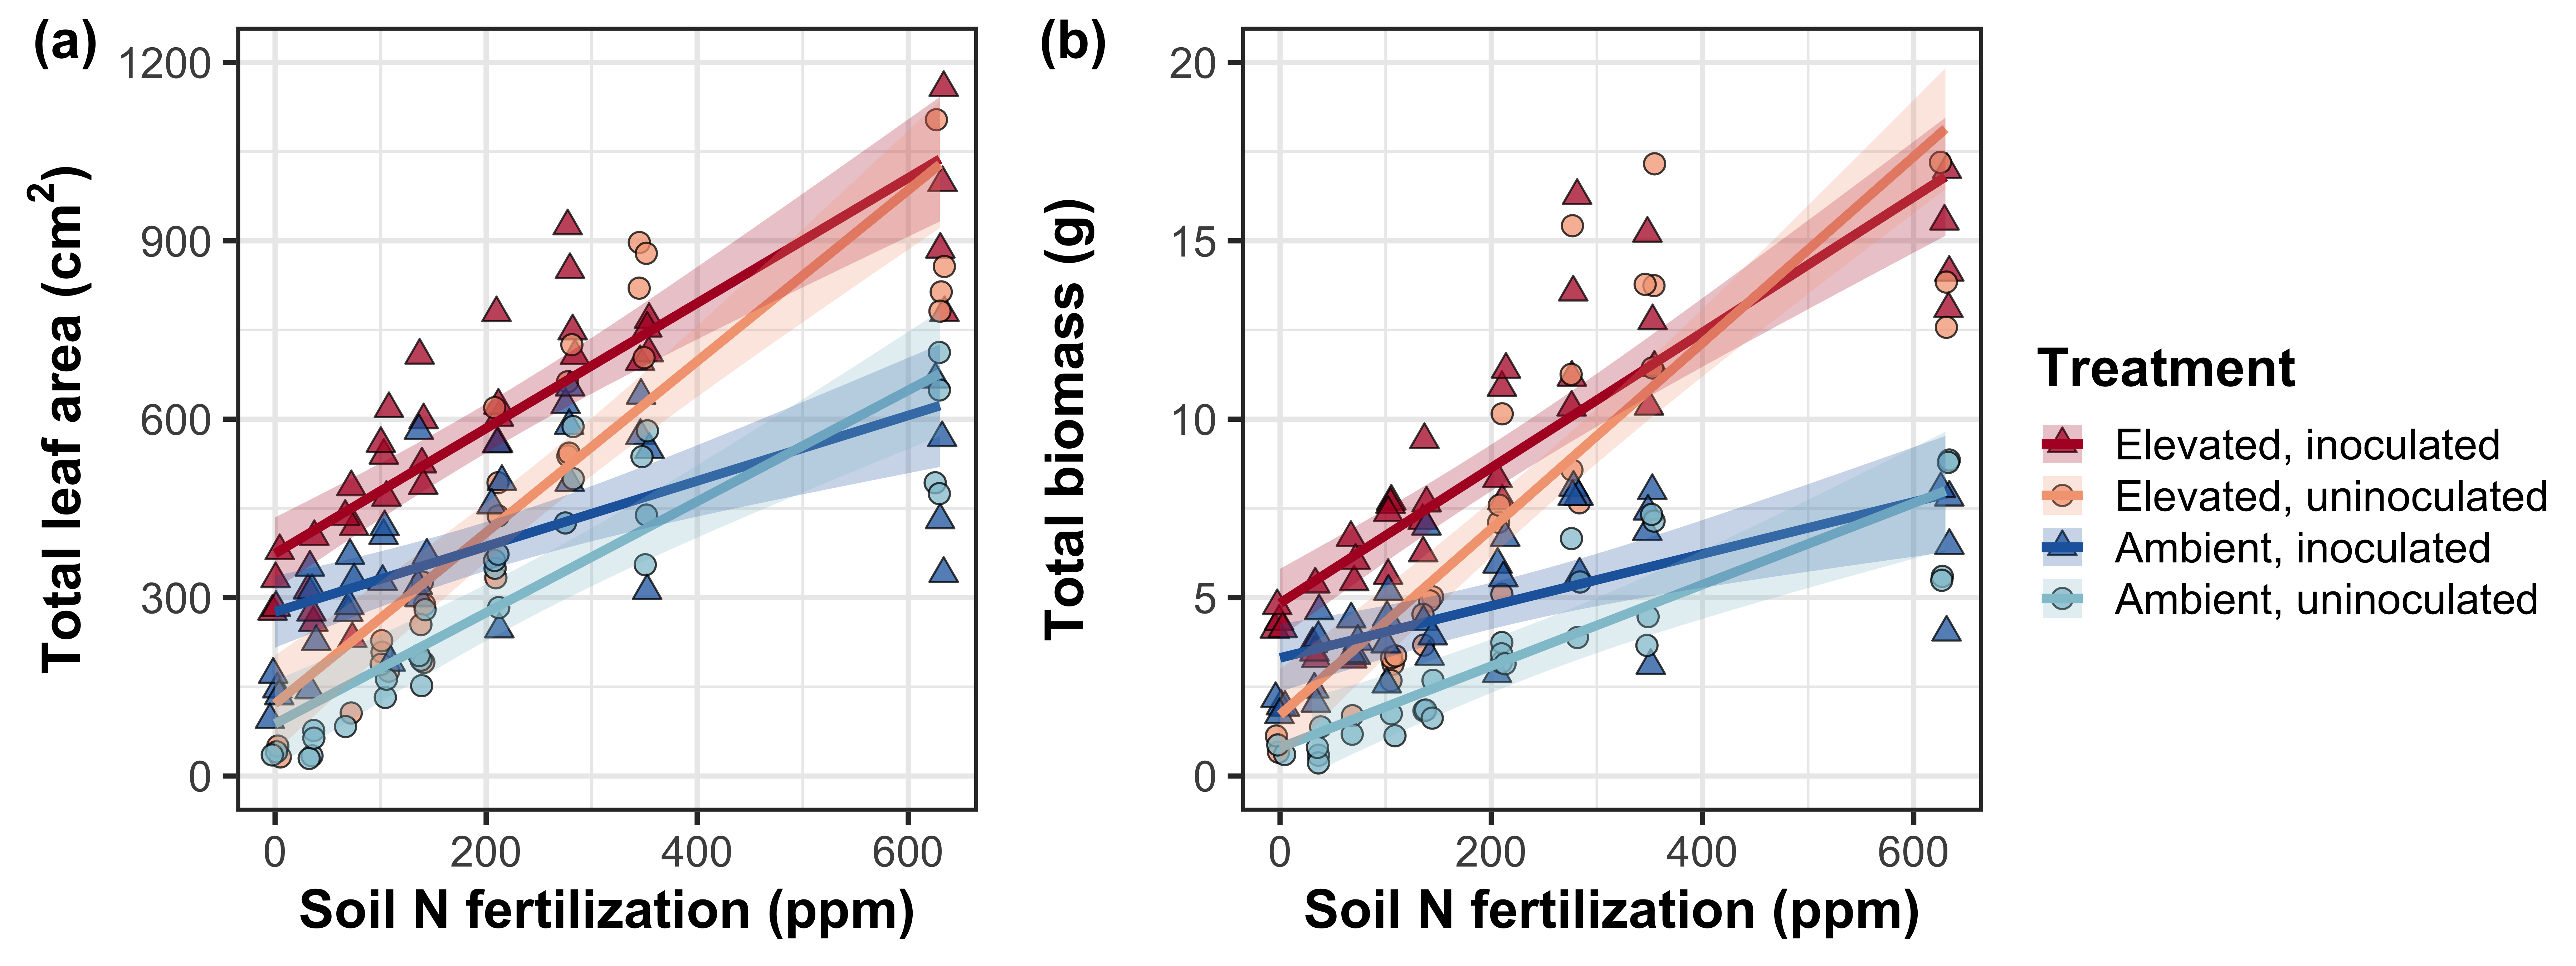 (a)
1200
900
600
300
0
Total leaf area (cm²)
0 200 400 600
Soil N fertilization (ppm)
(b)
20
15
10
5
0
Total biomass (g)
0 200 400 600
Soil N fertilization (ppm)
Treatment
Elevated, inoculated
Elevated, uninoculated
Ambient, inoculated
Ambient, uninoculated